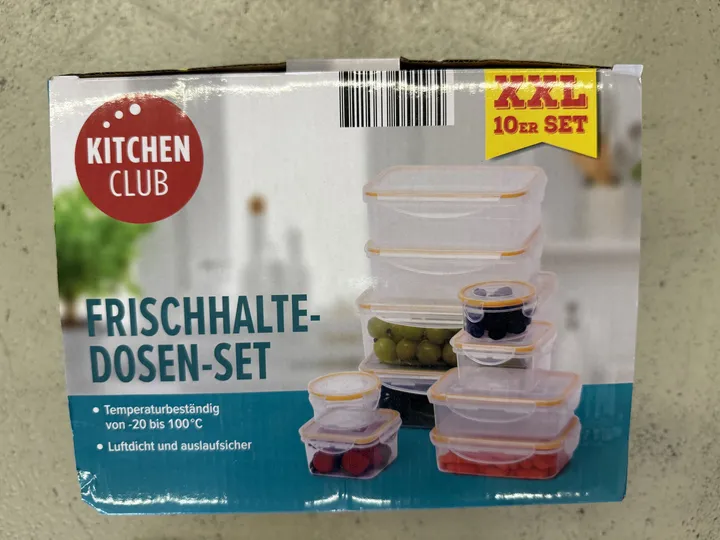 KITCHEN
CLUB
XXL
10ER SET
FRISCHHALTE-
DOSEN-SET
• Temperaturbeständig
von -20 bis 100°C
• Luftdicht und auslaufsicher